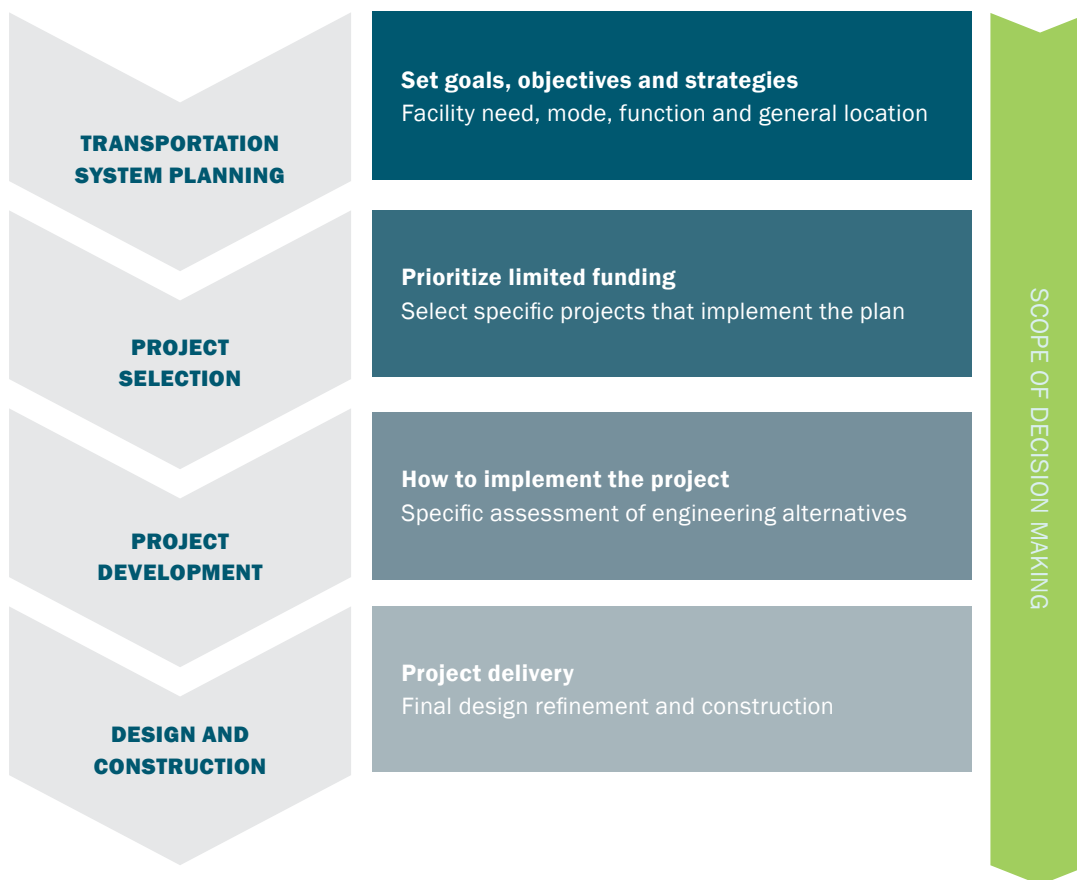 TRANSPORTATION
SYSTEM PLANNING
Set goals, objectives and strategies
Facility need, mode, function and general location
PROJECT
SELECTION
Prioritize limited funding
Select specific projects that implement the plan
PROJECT
DEVELOPMENT
How to implement the project
Specific assessment of engineering alternatives
DESIGN AND
CONSTRUCTION
Project delivery
Final design refinement and construction
SCOPE OF DECISION MAKING